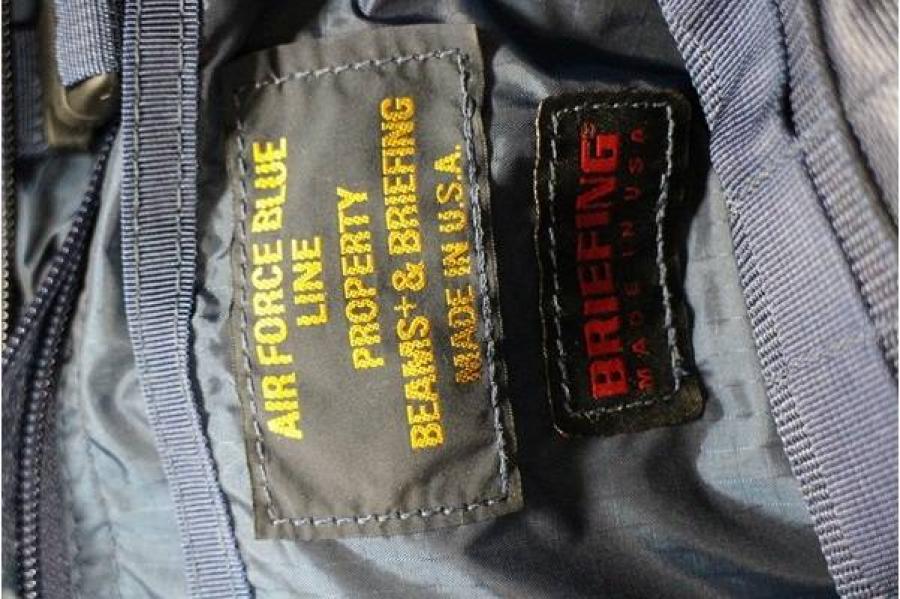 AIR FORCE BLUE
LINE
PROPERTY
BEAMS+ & BRIEFING
MADE IN U.S.A.
BRIEFING®
MADE IN USA